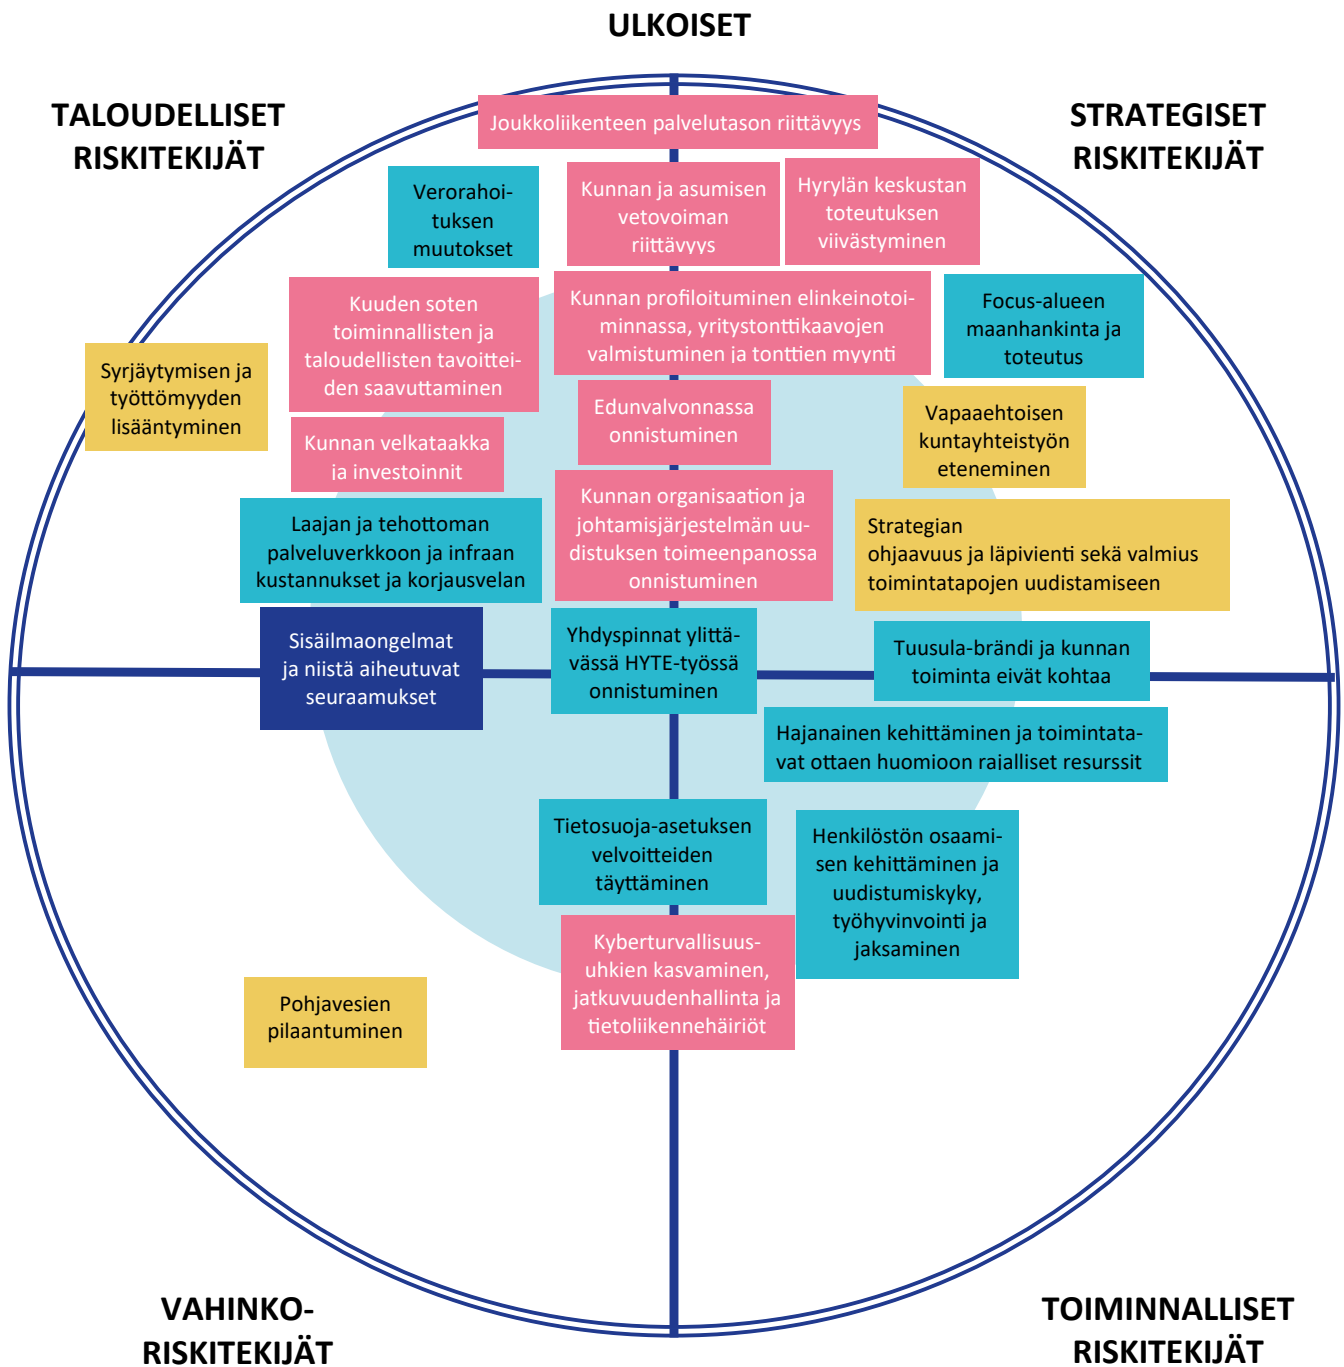 ULKOISET
TALOUDELLISET
RISKITEKIJÄT
STRATEGISET
RISKITEKIJÄT
Joukkoliikenteen palvelutason riittävyys
Verorahoi-
tuksen
muutokset
Kunnan ja asumisen
vetovoiman
riittävyys
Hyrylän keskustan
toteutuksen
viivästyminen
Kuuden soten
toiminnallisten ja
taloudellisten tavoittei-
den saavuttaminen
Kunnan profiloituminen elinkeinotoi-
minnassa, yritystonttikaavojen
valmistuminen ja tonttien myynti
Focus-alueen
maanhankinta ja
toteutus
Syrjäytymisen ja
työttömyyden
lisääntyminen
Edunvalvonnassa
onnistuminen
Vapaaehtoisen
kuntayhteistyön
eteneminen
Kunnan velkataakka
ja investoinnit
Kunnan organisaation ja
johtamisjärjestelmän uu-
distuksen toimeenpanossa
onnistuminen
Laajan ja tehottoman
palveluverkkoon ja infraan
kustannukset ja korjausvelan
Strategian
ohjaavuus ja läpivienti sekä valmius
toimintatapojen uudistamiseen
Sisäilmaongelmat
ja niistä aiheutuvat
seuraamukset
Yhdyspinnat ylittä-
vässä HYTE-työssä
onnistuminen
Tuusula-brändi ja kunnan
toiminta eivät kohtaa
Hajanainen kehittäminen ja toimintata-
vat ottaen huomioon rajalliset resurssit
Tietosuoja-asetuksen
velvoitteiden
täyttäminen
Henkilöstön osaami-
sen kehittäminen ja
uudistumiskyky,
työhyvinvointi ja
jaksaminen
Kyberturvallisuus-
uhkien kasvaminen,
jatkuvuudenhallinta ja
tietoliikennehäiriöt
Pohjavesien
pilaantuminen
VAHINKO-
RISKITEKIJÄT
TOIMINNALLISET
RISKITEKIJÄT